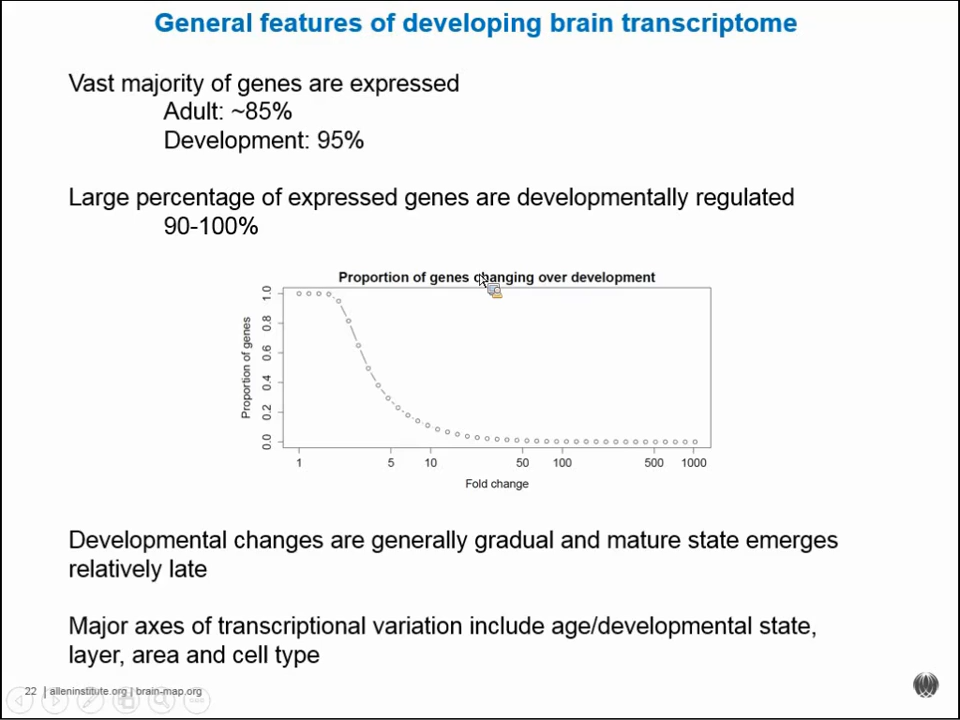 General features of developing brain transcriptome
Vast majority of genes are expressed
Adult: ~85%
Development: 95%
Large percentage of expressed genes are developmentally regulated
90-100%
Proportion of genes changing over development
Proportion of genes
1.0
0.8
0.6
0.4
0.2
0.0
1 5 10 50 100 500 1000
Fold change
Developmental changes are generally gradual and mature state emerges
relatively late
Major axes of transcriptional variation include age/developmental state,
layer, area and cell type
22 | alleninstitute.org | brain-map.org